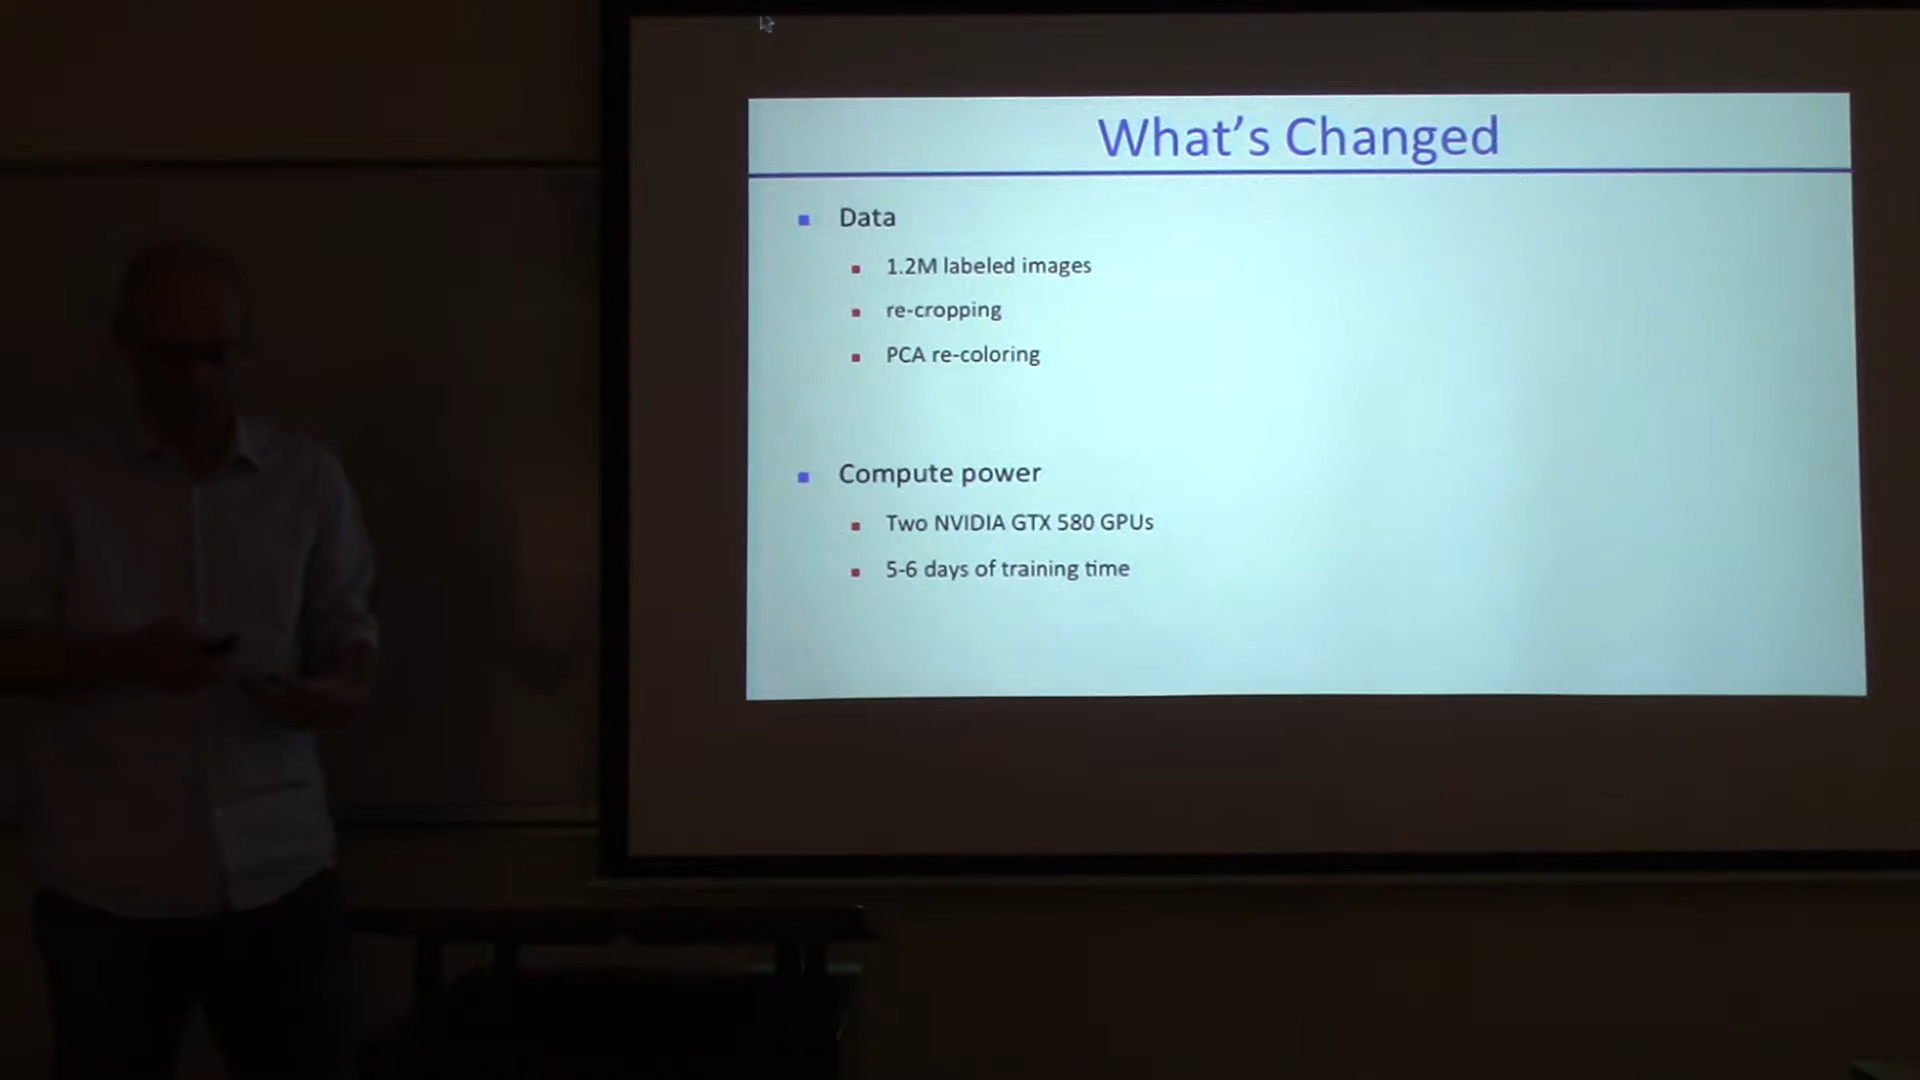 What's Changed
Data
1.2M labeled images
re-cropping
PCA re-coloring
Compute power
Two NVIDIA GTX 580 GPUs
5-6 days of training time